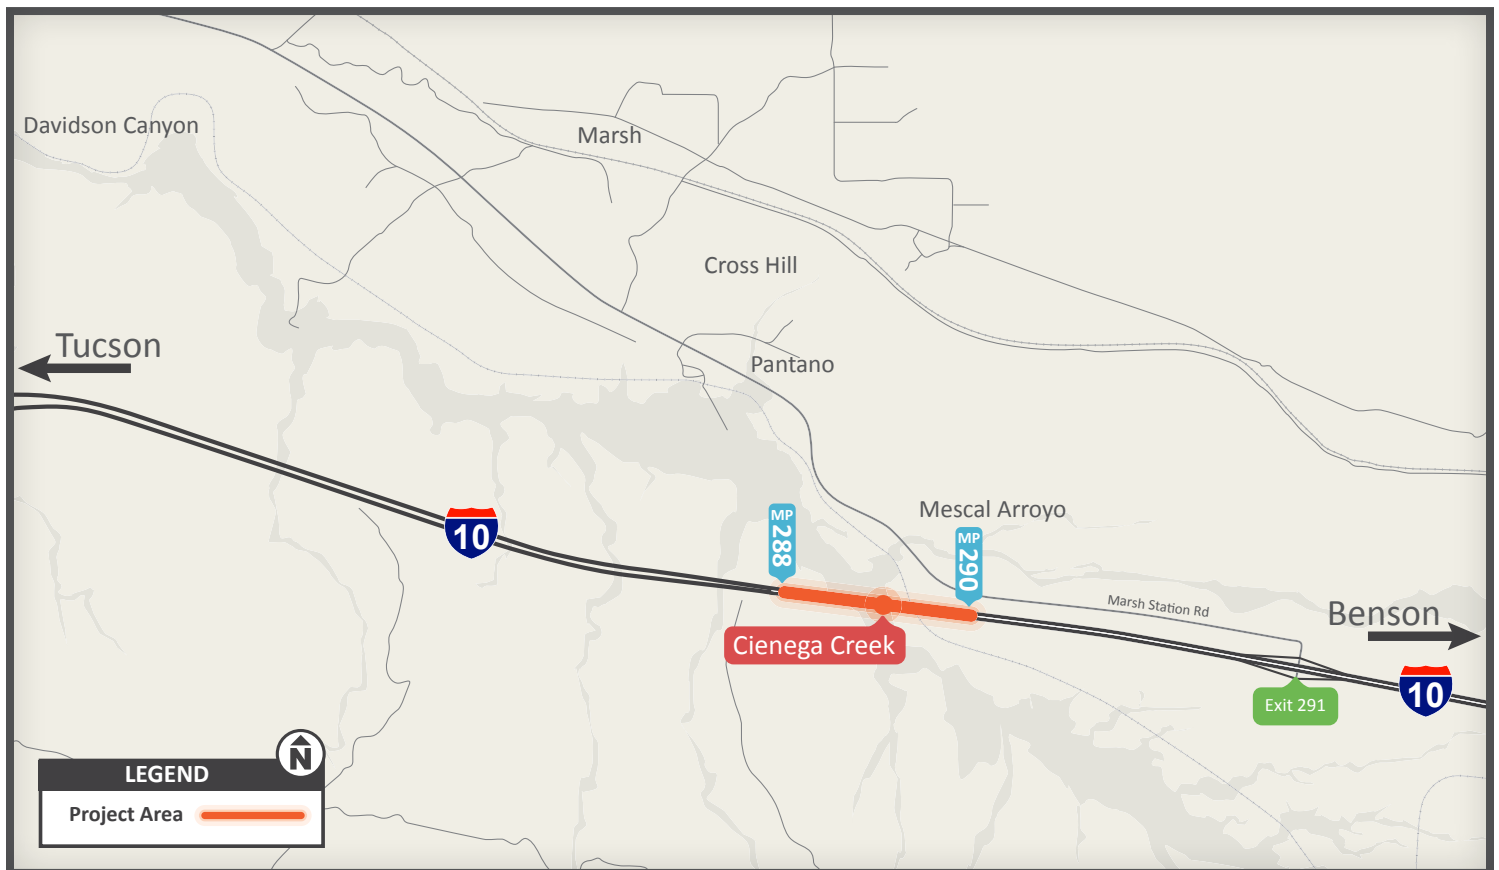 Davidson Canyon
Marsh
Cross Hill
Tucson
Pantano
Mescal Arroyo
MP
288
MP
290
10
Marsh Station Rd
Benson
Cienega Creek
10
Exit 291
N
LEGEND
Project Area